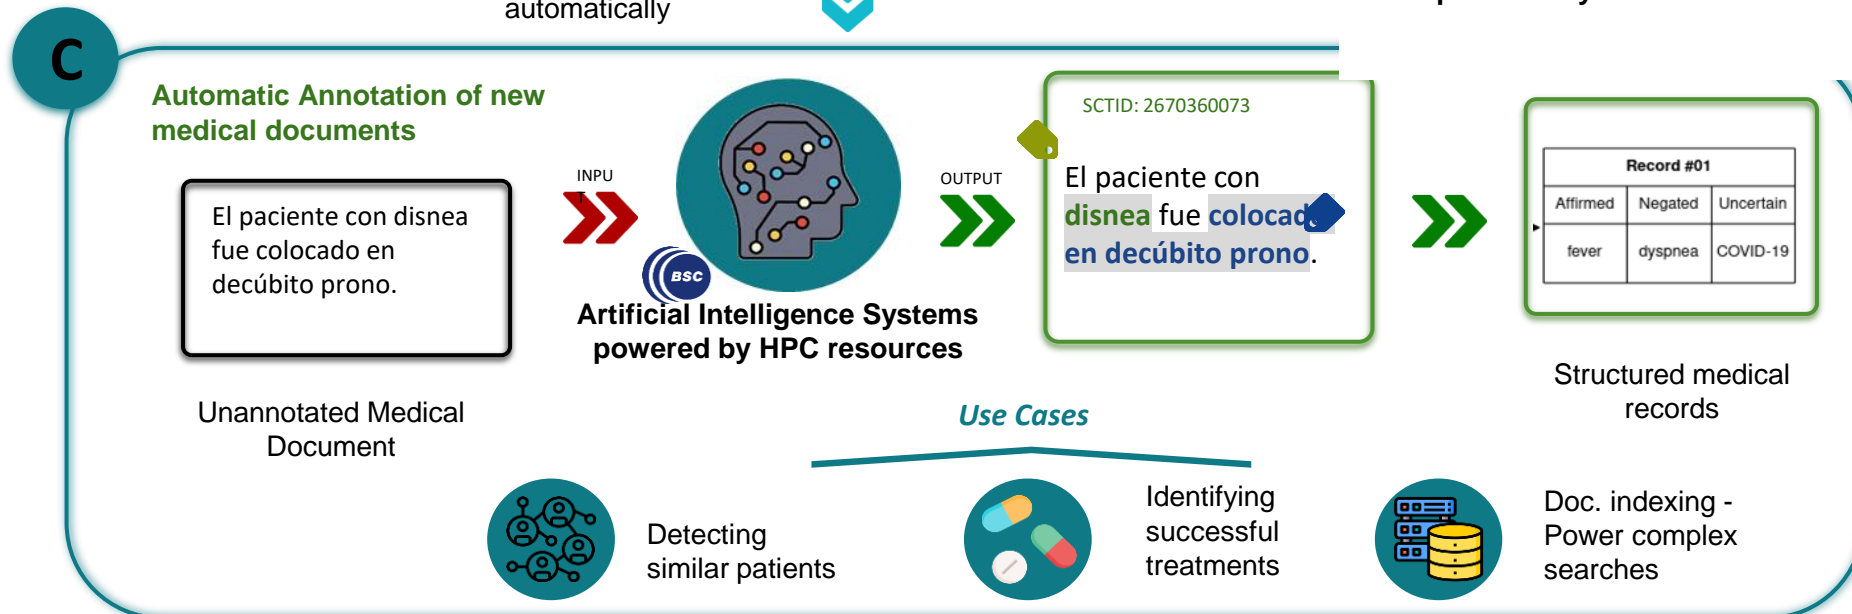 automatically
C
Automatic Annotation of new
medical documents
El paciente con disnea
fue colocado en
decúbito prono.
Unannotated Medical
Document
INPU
T
BSC
Artificial Intelligence Systems
powered by HPC resources
OUTPUT
SCTID: 2670360073
El paciente con
disnea fue colocado
en decúbito prono.
Record #01
Affirmed Negated Uncertain
fever dyspnea COVID-19
Structured medical
records
Use Cases
Detecting
similar patients
Identifying
successful
treatments
Doc. indexing -
Power complex
searches